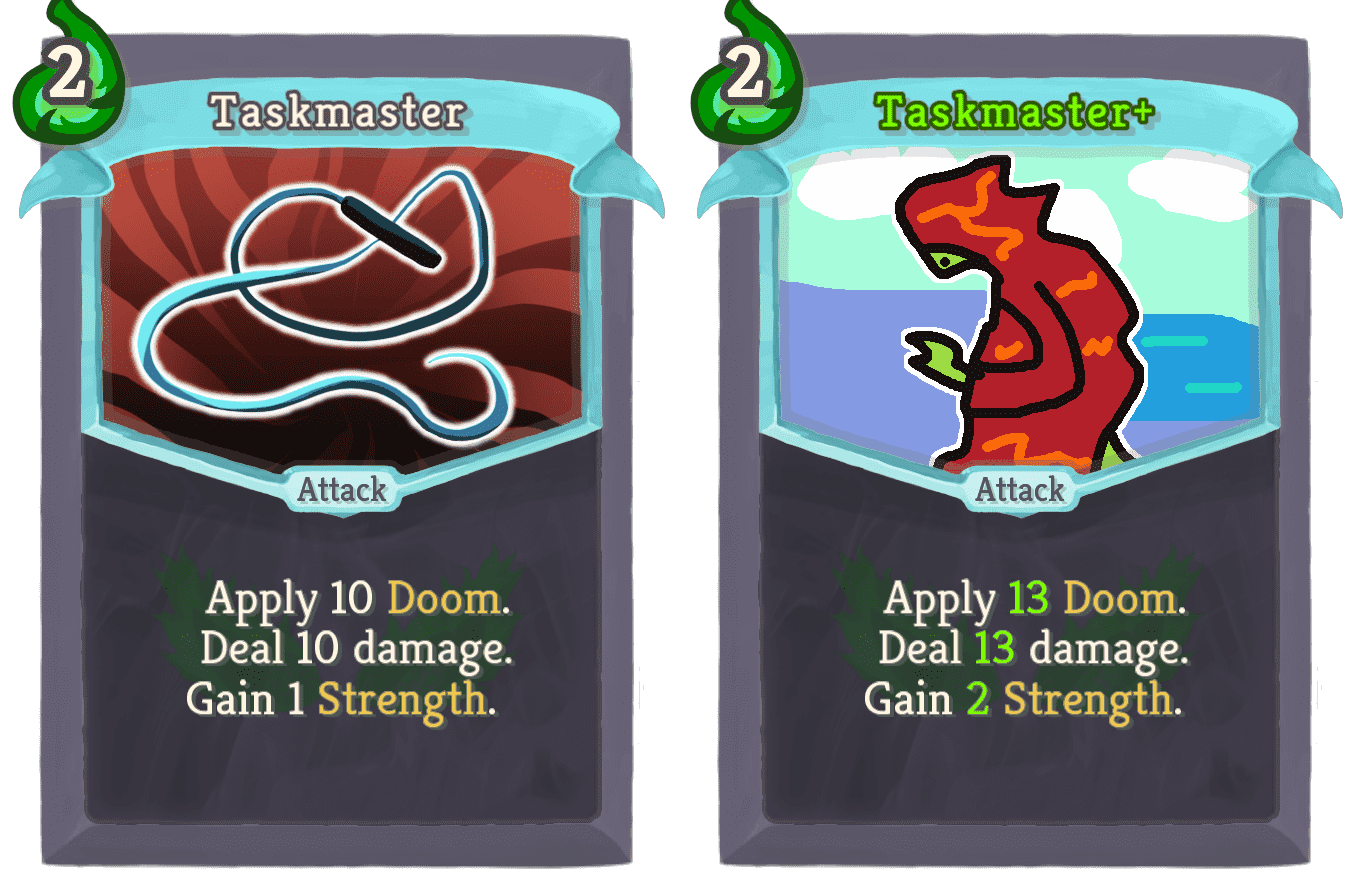 2
Taskmaster
Attack
Apply 10 Doom.
Deal 10 damage.
Gain 1 Strength.
2
Taskmaster+
Attack
Apply 13 Doom.
Deal 13 damage.
Gain 2 Strength.